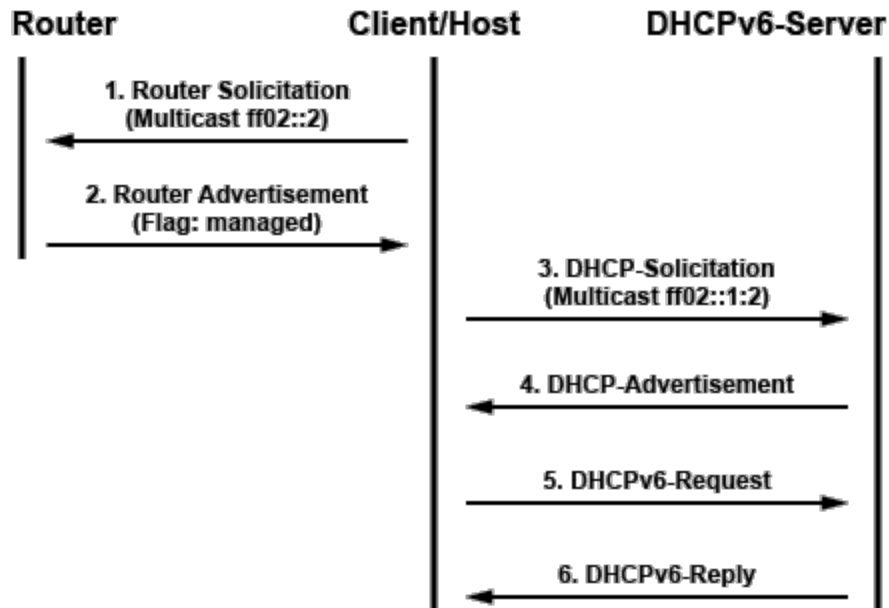 Router Client/Host DHCPv6-Server
1. Router Solicitation
(Multicast ff02::2)
2. Router Advertisement
(Flag: managed)
3. DHCP-Solicitation
(Multicast ff02::1:2)
4. DHCP-Advertisement
5. DHCPv6-Request
6. DHCPv6-Reply